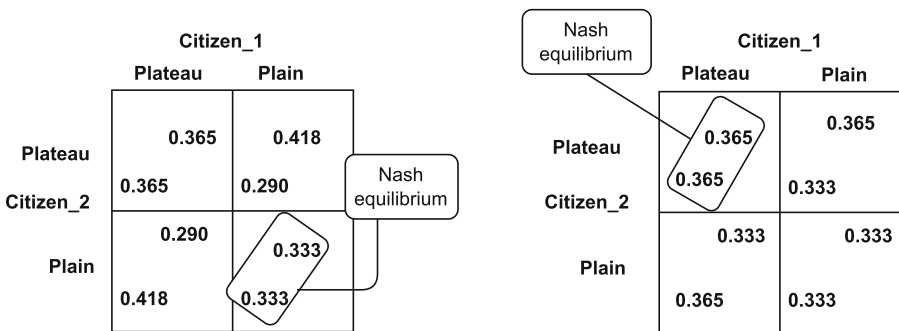 Citizen_1
Plateau Plain
0.365 0.418
Plateau
0.365 0.290
Citizen_2
0.290 0.333
Plain
0.418 0.333
Nash
equilibrium
Nash
equilibrium
Citizen_1
Plateau Plain
0.365 0.365
Plateau
0.365 0.333
Citizen_2
0.333 0.333
Plain
0.365 0.333